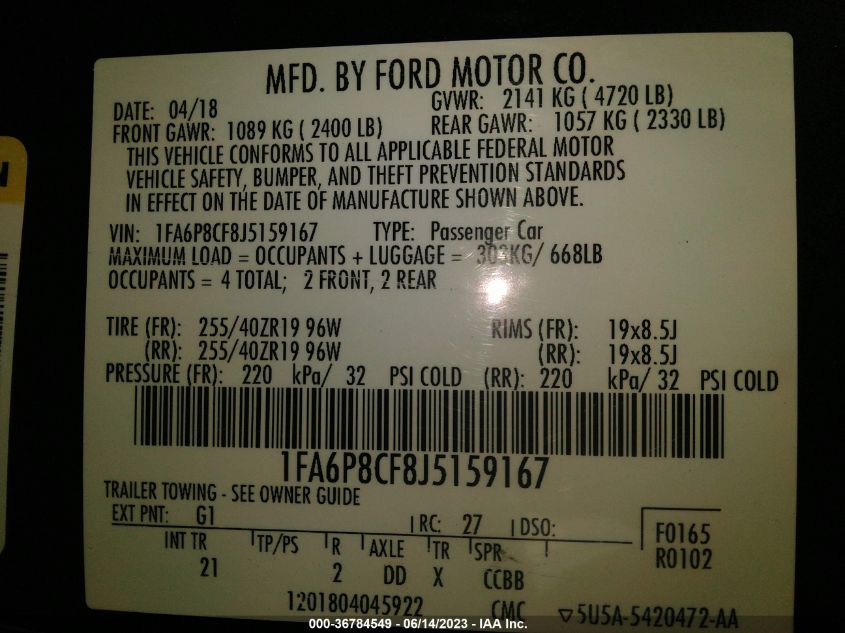 MFD. BY FORD MOTOR CO.
DATE: 04/18 GVWR: 2141 KG ( 4720 LB)
FRONT GAWR: 1089 KG ( 2400 LB) REAR GAWR: 1057 KG ( 2330 LB)
THIS VEHICLE CONFORMS TO ALL APPLICABLE FEDERAL MOTOR
VEHICLE SAFETY, BUMPER, AND THEFT PREVENTION STANDARDS
IN EFFECT ON THE DATE OF MANUFACTURE SHOWN ABOVE.
VIN: 1FA6P8CF8J5159167 TYPE: Passenger Car
MAXIMUM LOAD = OCCUPANTS + LUGGAGE = / 668LB
OCCUPANTS = 4 TOTAL; 2 FRONT, 2 REAR
TIRE (FR): 255/40ZR19 96W RIMS (FR): 19x8.5J
(RR): 255/40ZR19 96W (RR): 19x8.5J
PRESSURE (FR): 220 kPa/ 32 PSI COLD (RR): 220 kPa/ 32 PSI COLD
1FA6P8CF8J5159167
TRAILER TOWING - SEE OWNER GUIDE
EXT PNT: G1 RC: 27 DSO: F0165
INT TR TP/PS R AXLE TR SPR R0102
21 2 DD X CCBB
1201804045922 CMC ▽5U5A-5420472-AA
000-36784549 - 06/14/2023 - IAA Inc.